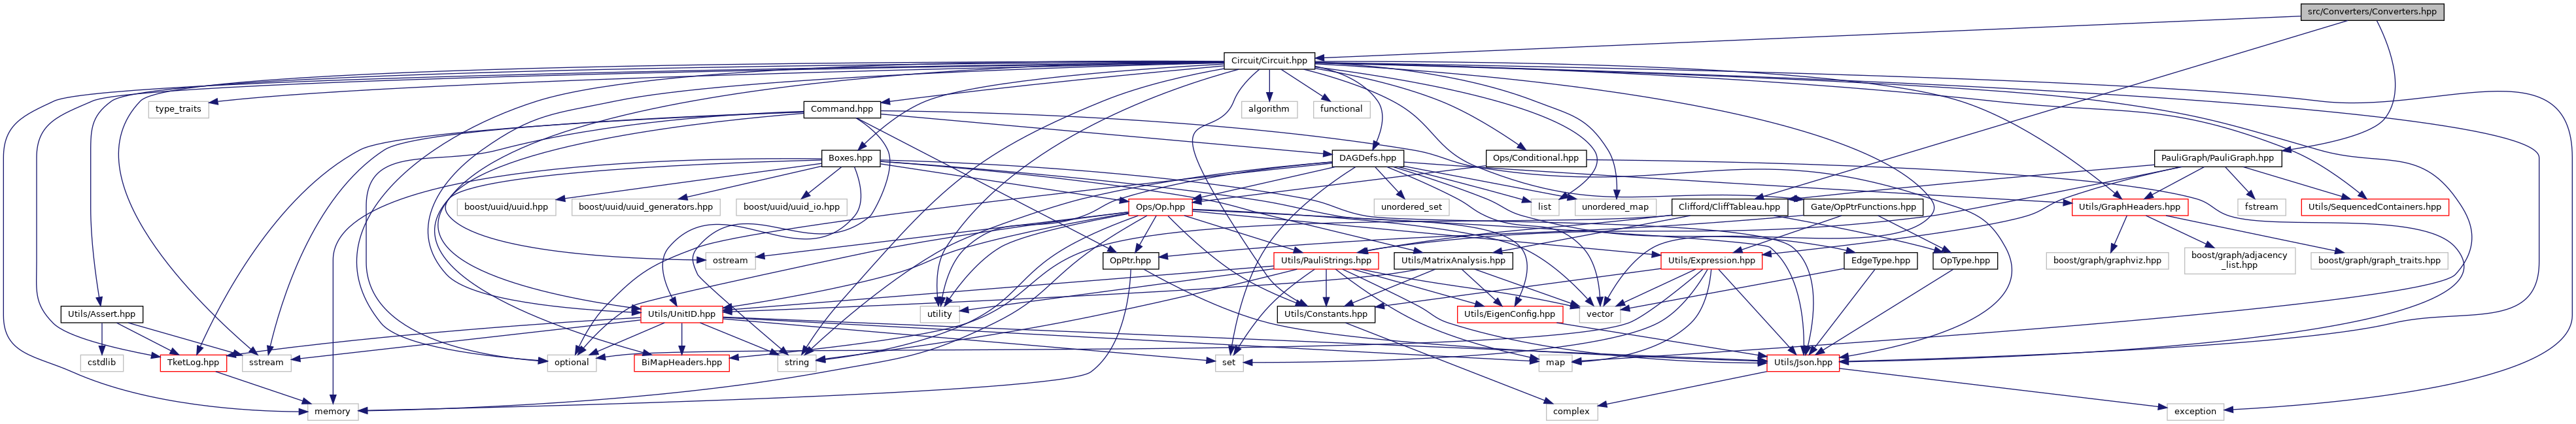 src/Converters/Converters.hpp
Circuit/Circuit.hpp
type_traits
Command.hpp
algorithm
functional
Boxes.hpp
DAGDefs.hpp
Ops/Conditional.hpp
PauliGraph/PauliGraph.hpp
boost/uuid/uuid.hpp
boost/uuid/uuid_generators.hpp
boost/uuid/uuid_io.hpp
Ops/Op.hpp
unordered_set
list
unordered_map
Clifford/CliffTableau.hpp
Gate/OpPtrFunctions.hpp
Utils/GraphHeaders.hpp
fstream
Utils/SequencedContainers.hpp
ostream
OpPtr.hpp
Utils/PauliStrings.hpp
Utils/MatrixAnalysis.hpp
Utils/Expression.hpp
EdgeType.hpp
OpType.hpp
boost/graph/graphviz.hpp
boost/graph/adjacency
_list.hpp
boost/graph/graph_traits.hpp
Utils/Assert.hpp
Utils/UnitID.hpp
utility
Utils/Constants.hpp
Utils/EigenConfig.hpp
vector
cstdlib
TketLog.hpp
sstream
optional
BiMapHeaders.hpp
string
set
map
Utils/Json.hpp
memory
complex
exception